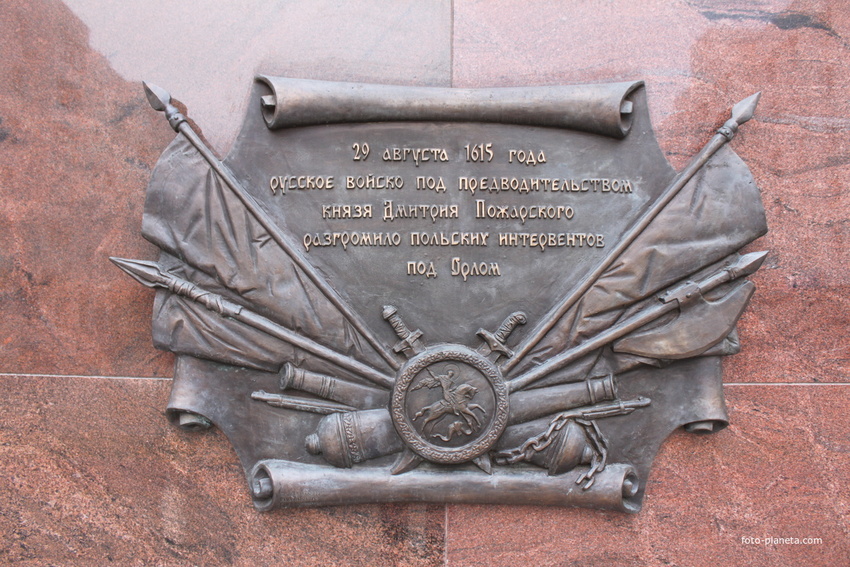 29 августа 1615 года
русское войско под предводительством
князя Дмитрия Пожарского
разгромило польских интервентов
под Орлом
foto-planeta.com